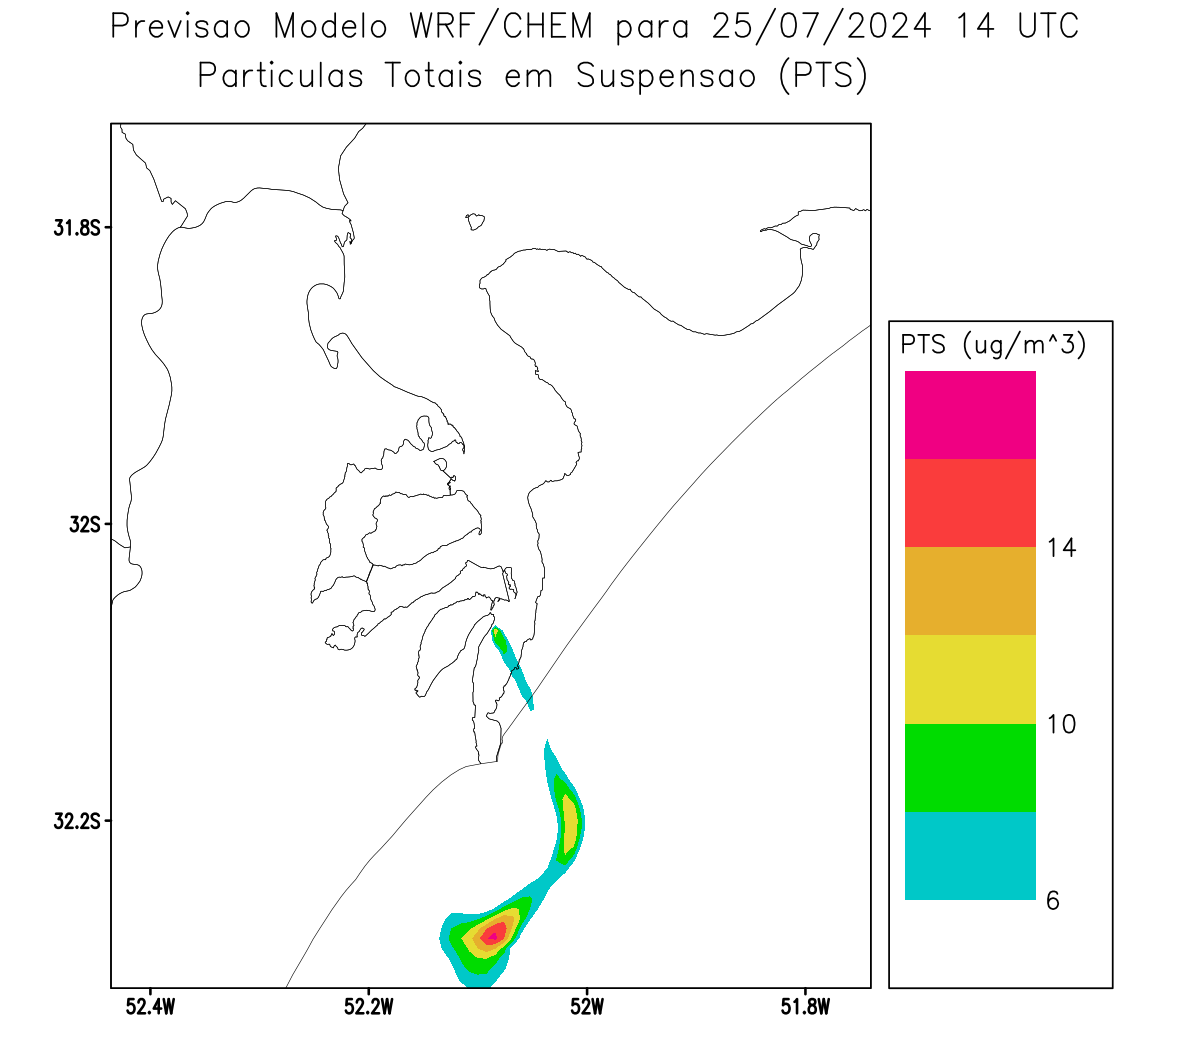 Previsao Modelo WRF/CHEM para 25/07/2024 14 UTC
Particulas Totais em Suspensao (PTS)
31.8S
32S
32.2S
52.4W 52.2W 52W 51.8W
PTS (ug/m^3)
14
10
6